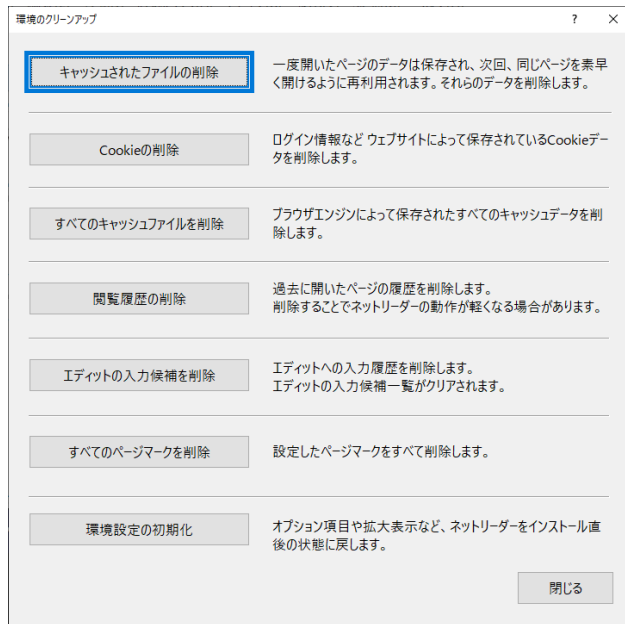 環境のクリーンアップ
? ×
キャッシュされたファイルの削除
一度開いたページのデータは保存され、次回、同じページを素早
く開けるように再利用されます。それらのデータを削除します。
Cookieの削除
ログイン情報など ウェブサイトによって保存されているCookieデー
タを削除します。
すべてのキャッシュファイルを削除
ブラウザエンジンによって保存されたすべてのキャッシュデータを削
除します。
閲覧履歴の削除
過去に開いたページの履歴を削除します。
削除することでネットリーダーの動作が軽くなる場合があります。
エディットの入力候補を削除
エディットへの入力履歴を削除します。
エディットの入力候補一覧がクリアされます。
すべてのページマークを削除
設定したページマークをすべて削除します。
環境設定の初期化
オプション項目や拡大表示など、ネットリーダーをインストール直
後の状態に戻します。
閉じる